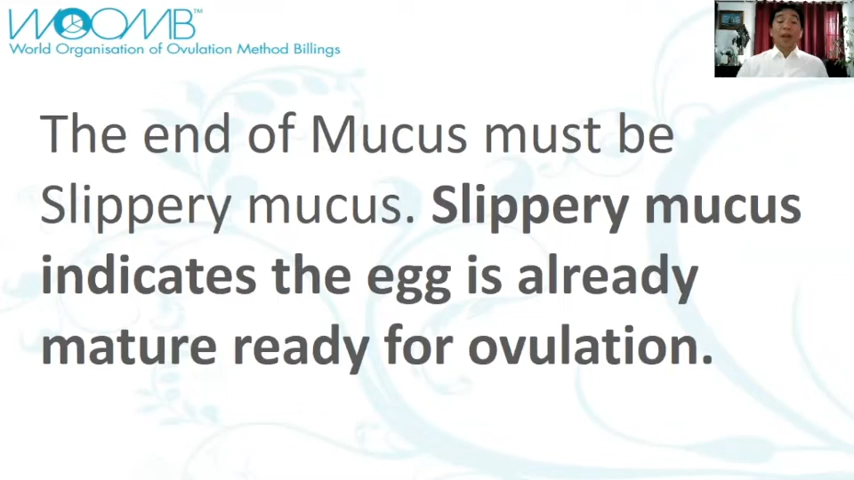 WOOMB™
World Organisation of Ovulation Method Billings
The end of Mucus must be
Slippery mucus. Slippery mucus
indicates the egg is already
mature ready for ovulation.